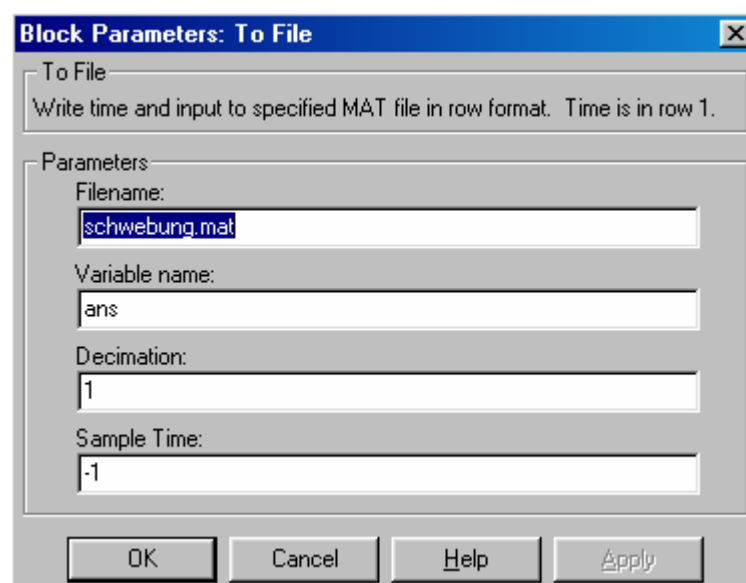 Block Parameters: To File
To File
Write time and input to specified MAT file in row format.  Time is in row 1.
Parameters
Filename:
schwebung.mat
Variable name:
ans
Decimation:
1
Sample Time:
-1
OK Cancel Help Apply